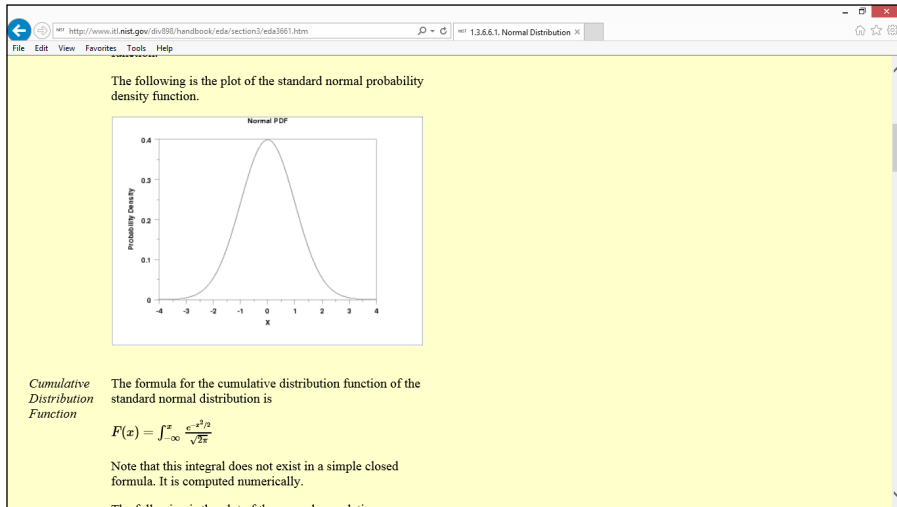 http://www.itl.nist.gov/div898/handbook/eda/section3/eda3661.htm
NIST 1.3.6.6.1. Normal Distribution
File Edit View Favorites Tools Help
function.
The following is the plot of the standard normal probability
density function.
Normal PDF
Probability Density
0.4
0.3
0.2
0.1
0
-4 -3 -2 -1 0 1 2 3 4
X
Cumulative
Distribution
Function
The formula for the cumulative distribution function of the
standard normal distribution is
F(x) = ∫_{-∞}^{x} e^{-x²/2} / √2π
Note that this integral does not exist in a simple closed
formula. It is computed numerically.